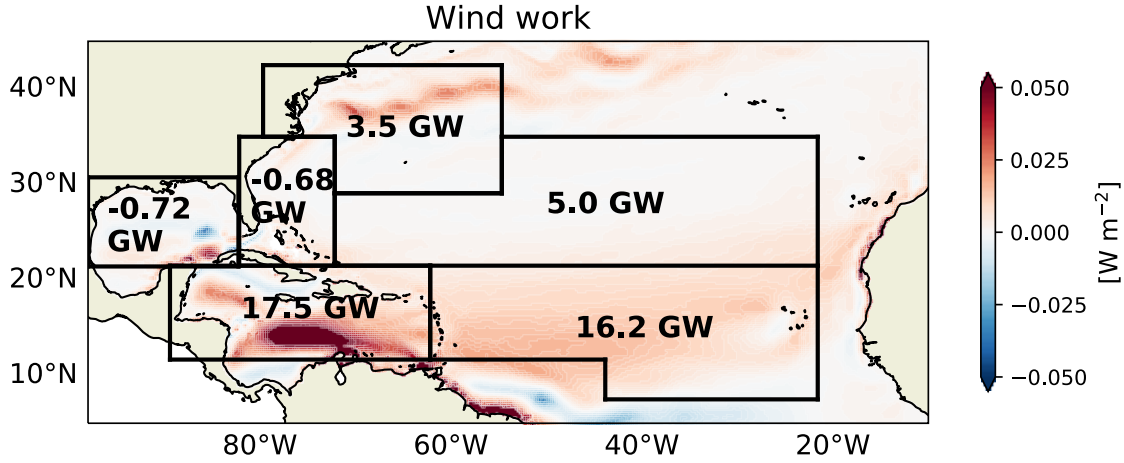 Wind work
40°N
30°N
20°N
10°N
3.5 GW
-0.68
GW
-0.72
GW
5.0 GW
17.5 GW
16.2 GW
80°W
60°W
40°W
20°W
0.050
0.025
0.000
−0.025
−0.050
[W m⁻²]